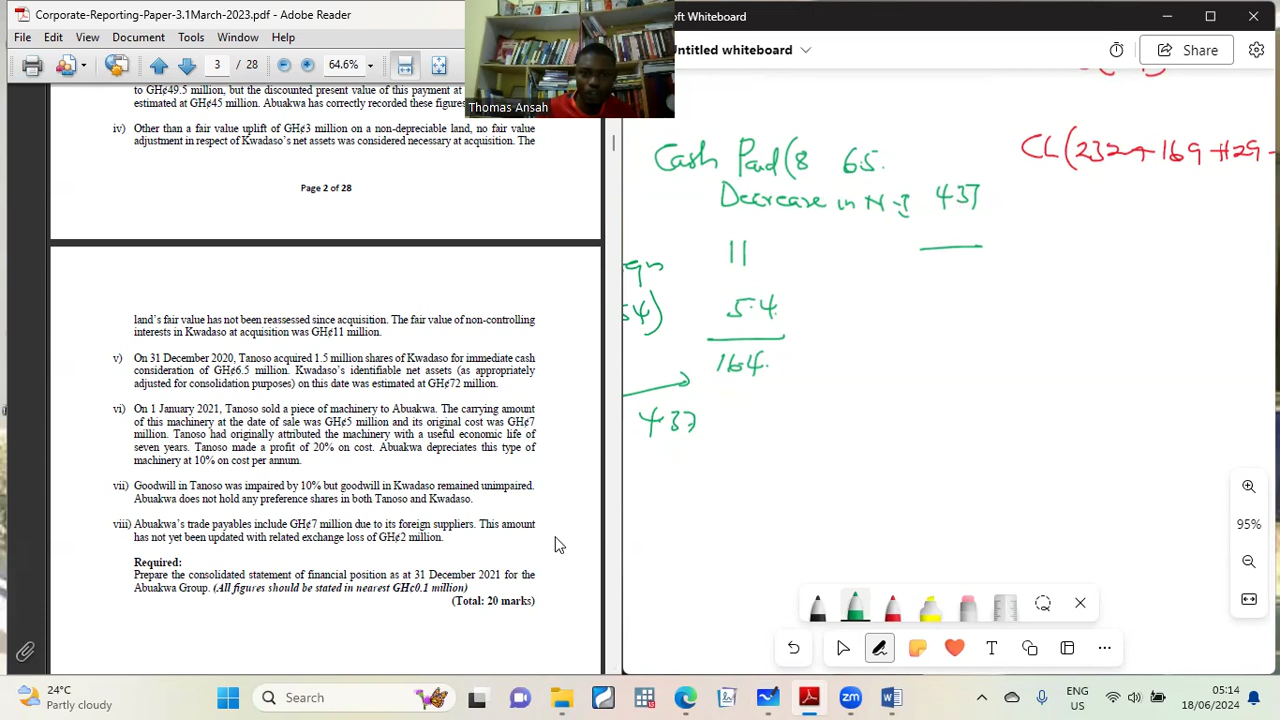 Corporate-Reporting-Paper-3.1March-2023.pdf - Adobe Reader
File Edit View Document Tools Window Help
3 / 28 64.6%
to GH¢49.5 million, but the discounted present value of this payment at
estimated at GH¢45 million. Abuakwa has correctly recorded these figures
iv) Other than a fair value uplift of GH¢3 million on a non-depreciable land, no fair value
adjustment in respect of Kwadaso's net assets was considered necessary at acquisition. The
Page 2 of 28
land's fair value has not been reassessed since acquisition. The fair value of non-controlling
interests in Kwadaso at acquisition was GH¢11 million.
v) On 31 December 2020, Tanoso acquired 1.5 million shares of Kwadaso for immediate cash
consideration of GH¢6.5 million. Kwadaso's identifiable net assets (as appropriately
adjusted for consolidation purposes) on this date was estimated at GH¢72 million.
vi) On 1 January 2021, Tanoso sold a piece of machinery to Abuakwa. The carrying amount
of this machinery at the date of sale was GH¢5 million and its original cost was GH¢7
million. Tanoso had originally attributed the machinery with a useful economic life of
seven years. Tanoso made a profit of 20% on cost. Abuakwa depreciates this type of
machinery at 10% on cost per annum.
vii) Goodwill in Tanoso was impaired by 10% but goodwill in Kwadaso remained unimpaired.
Abuakwa does not hold any preference shares in both Tanoso and Kwadaso.
viii) Abuakwa's trade payables include GH¢7 million due to its foreign suppliers. This amount
has not yet been updated with related exchange loss of GH¢2 million.
Required:
Prepare the consolidated statement of financial position as at 31 December 2021 for the
Abuakwa Group. (All figures should be stated in nearest GH¢0.1 million)
(Total: 20 marks)
Thomas Ansah
oft Whiteboard
Untitled whiteboard
Share
Cash Paid (8 6.5.
Decrease in N-I 437
CL (232+ 169 +129
11
54)
5.4
16.4.
437
95%
T
24°C
Partly cloudy
Search
zm
ENG
US
05:14
18/06/2024